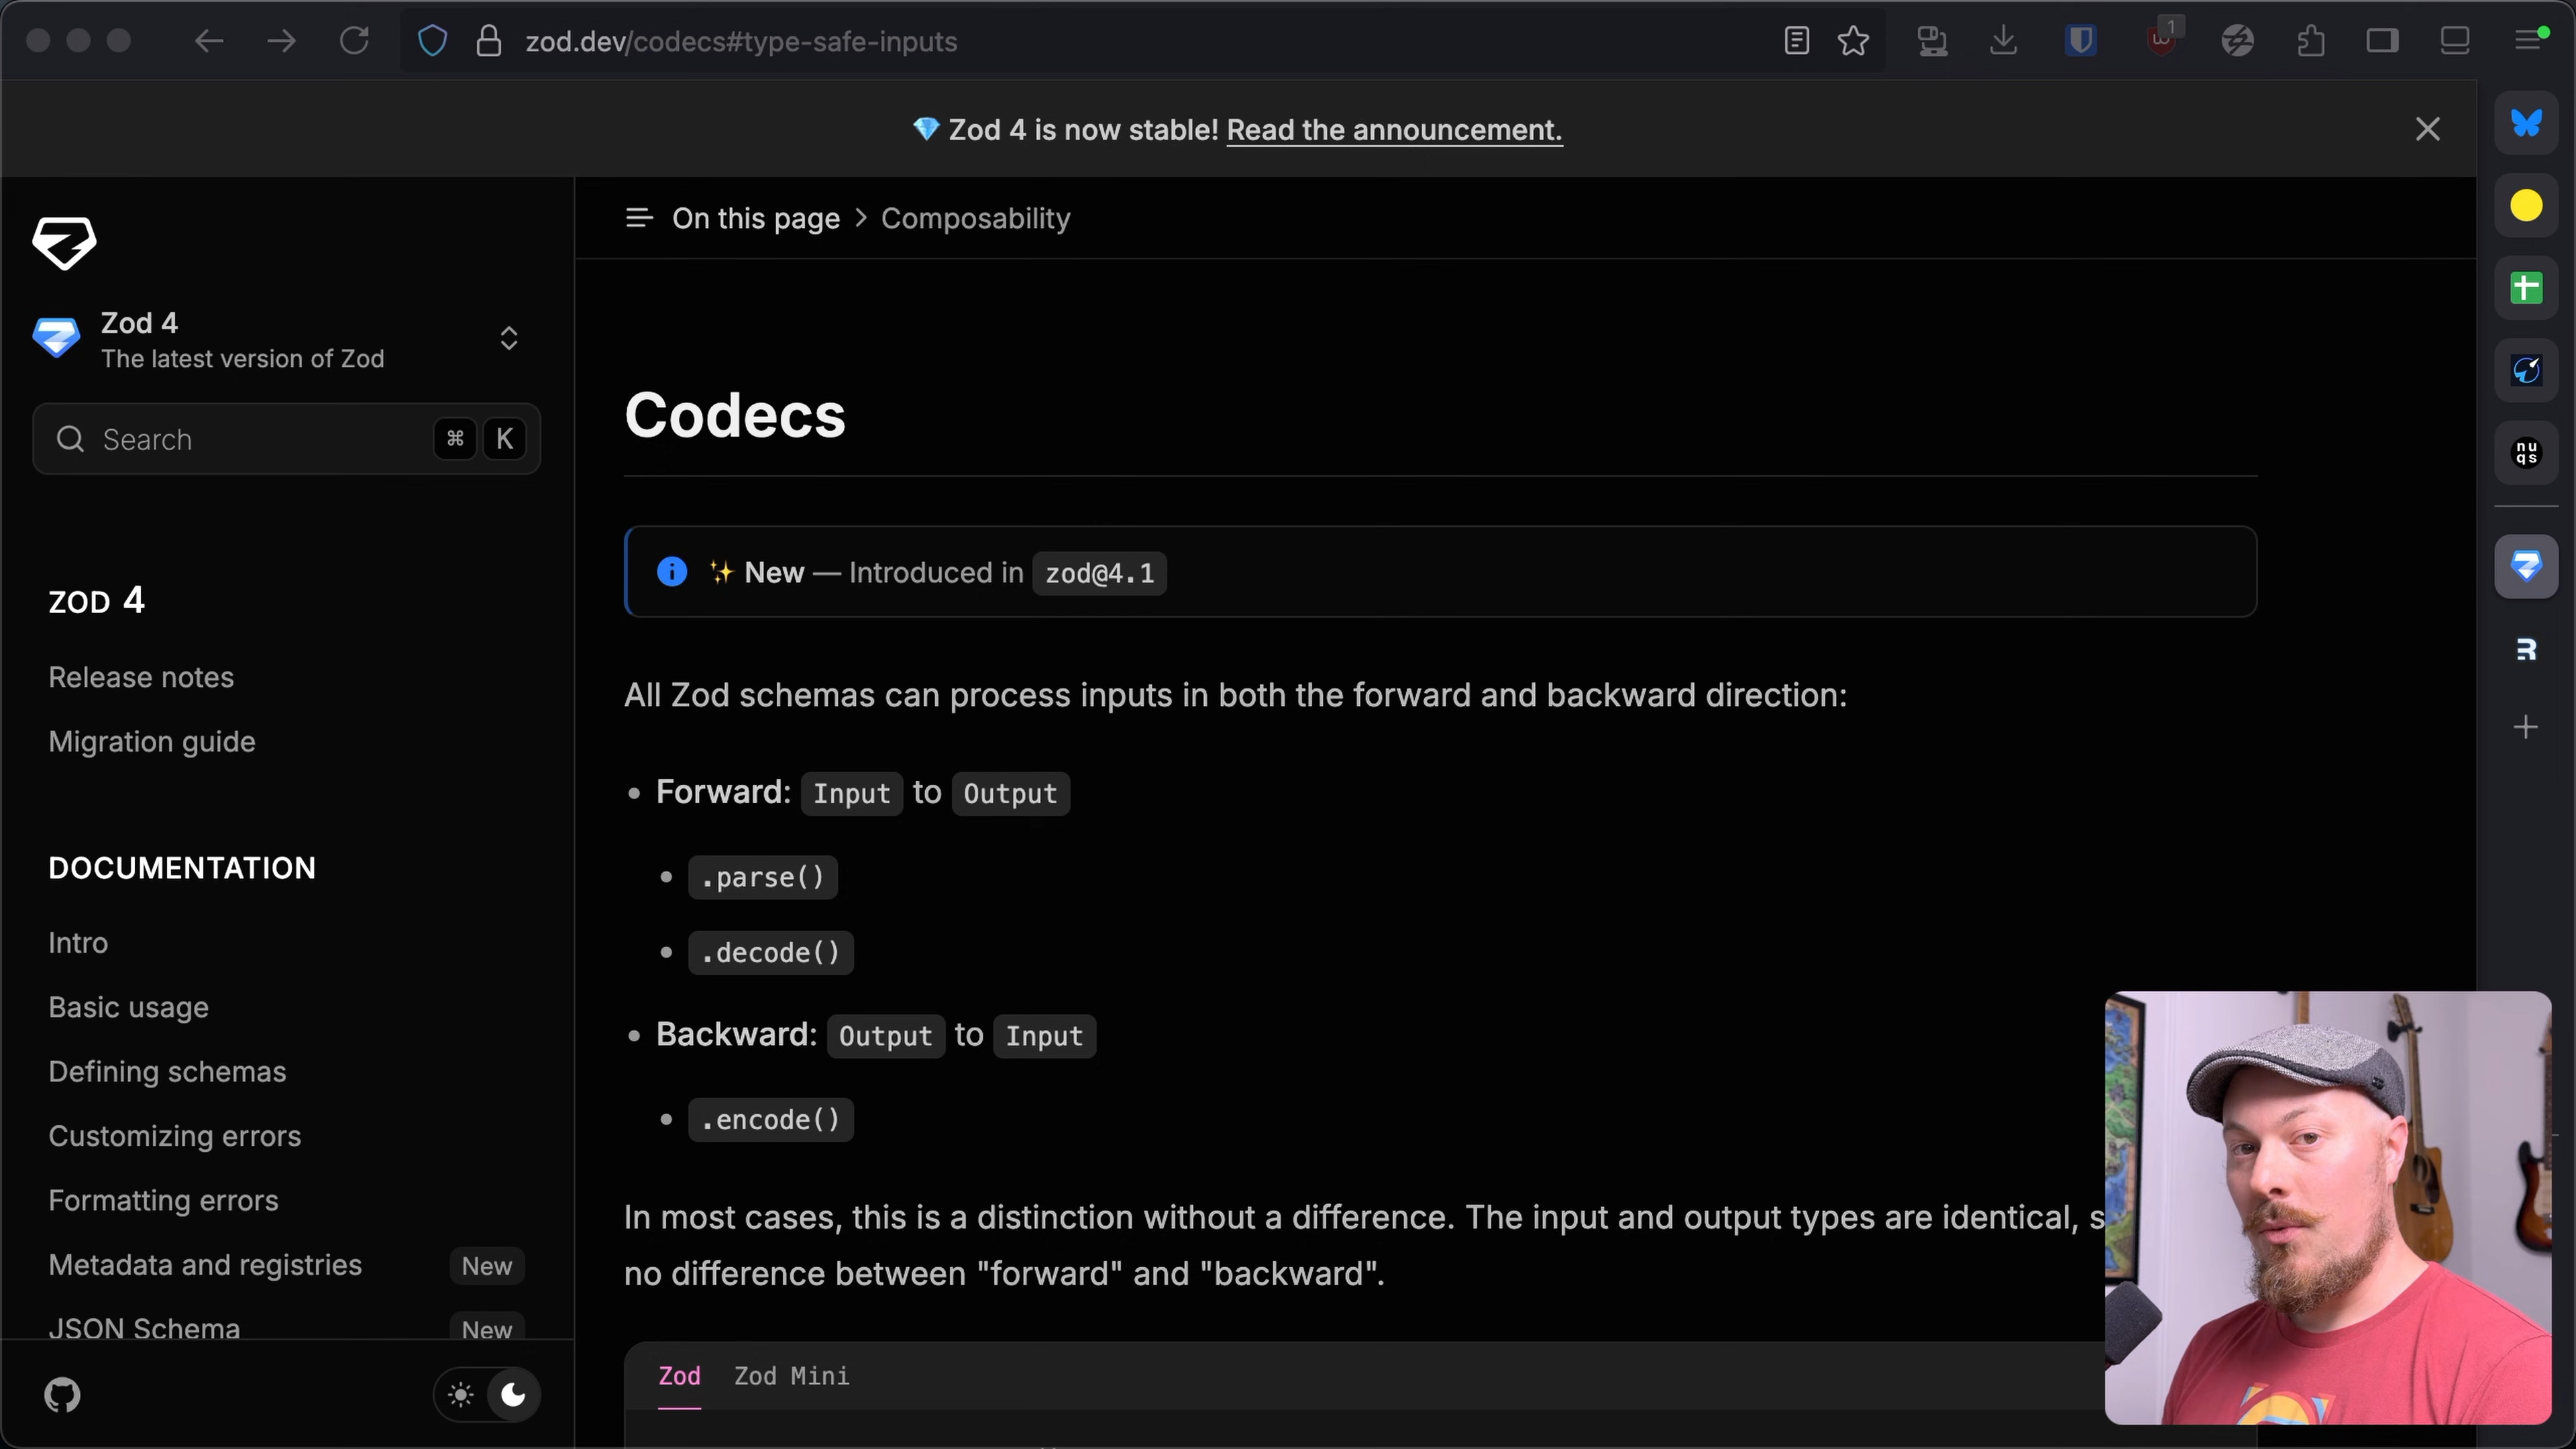 zod.dev/codecs#type-safe-inputs
1
💎 Zod 4 is now stable! Read the announcement.
Zod 4
The latest version of Zod
Search
⌘ K
ZOD 4
Release notes
Migration guide
DOCUMENTATION
Intro
Basic usage
Defining schemas
Customizing errors
Formatting errors
Metadata and registries New
JSON Schema New
On this page > Composability
Codecs
✨ New — Introduced in zod@4.1
All Zod schemas can process inputs in both the forward and backward direction:
• Forward: Input to Output
• .parse()
• .decode()
• Backward: Output to Input
• .encode()
In most cases, this is a distinction without a difference. The input and output types are identical, s
no difference between "forward" and "backward".
Zod Zod Mini
nu
qs